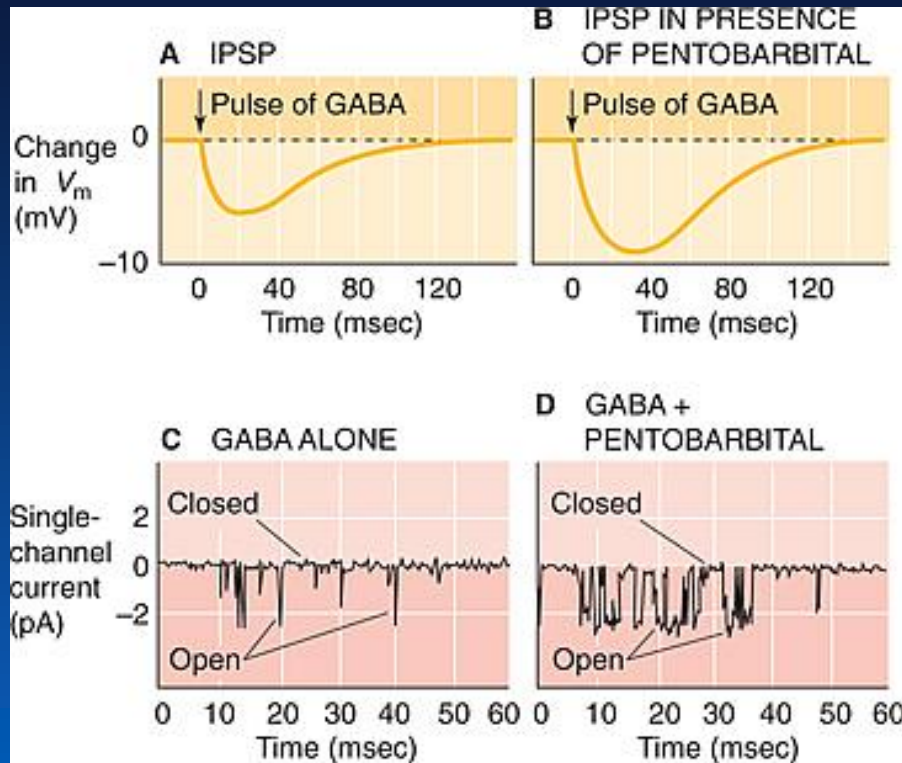 A IPSP
B IPSP IN PRESENCE
OF PENTOBARBITAL
Pulse of GABA
Pulse of GABA
Change
in Vm
(mV)
0
–10
0 40 80 120
Time (msec)
0 40 80 120
Time (msec)
C GABA ALONE
D GABA +
PENTOBARBITAL
Single-
channel
current
(pA)
2
0
–2
Closed
Open
Closed
Open
0 10 20 30 40 50 60
Time (msec)
0 10 20 30 40 50 60
Time (msec)